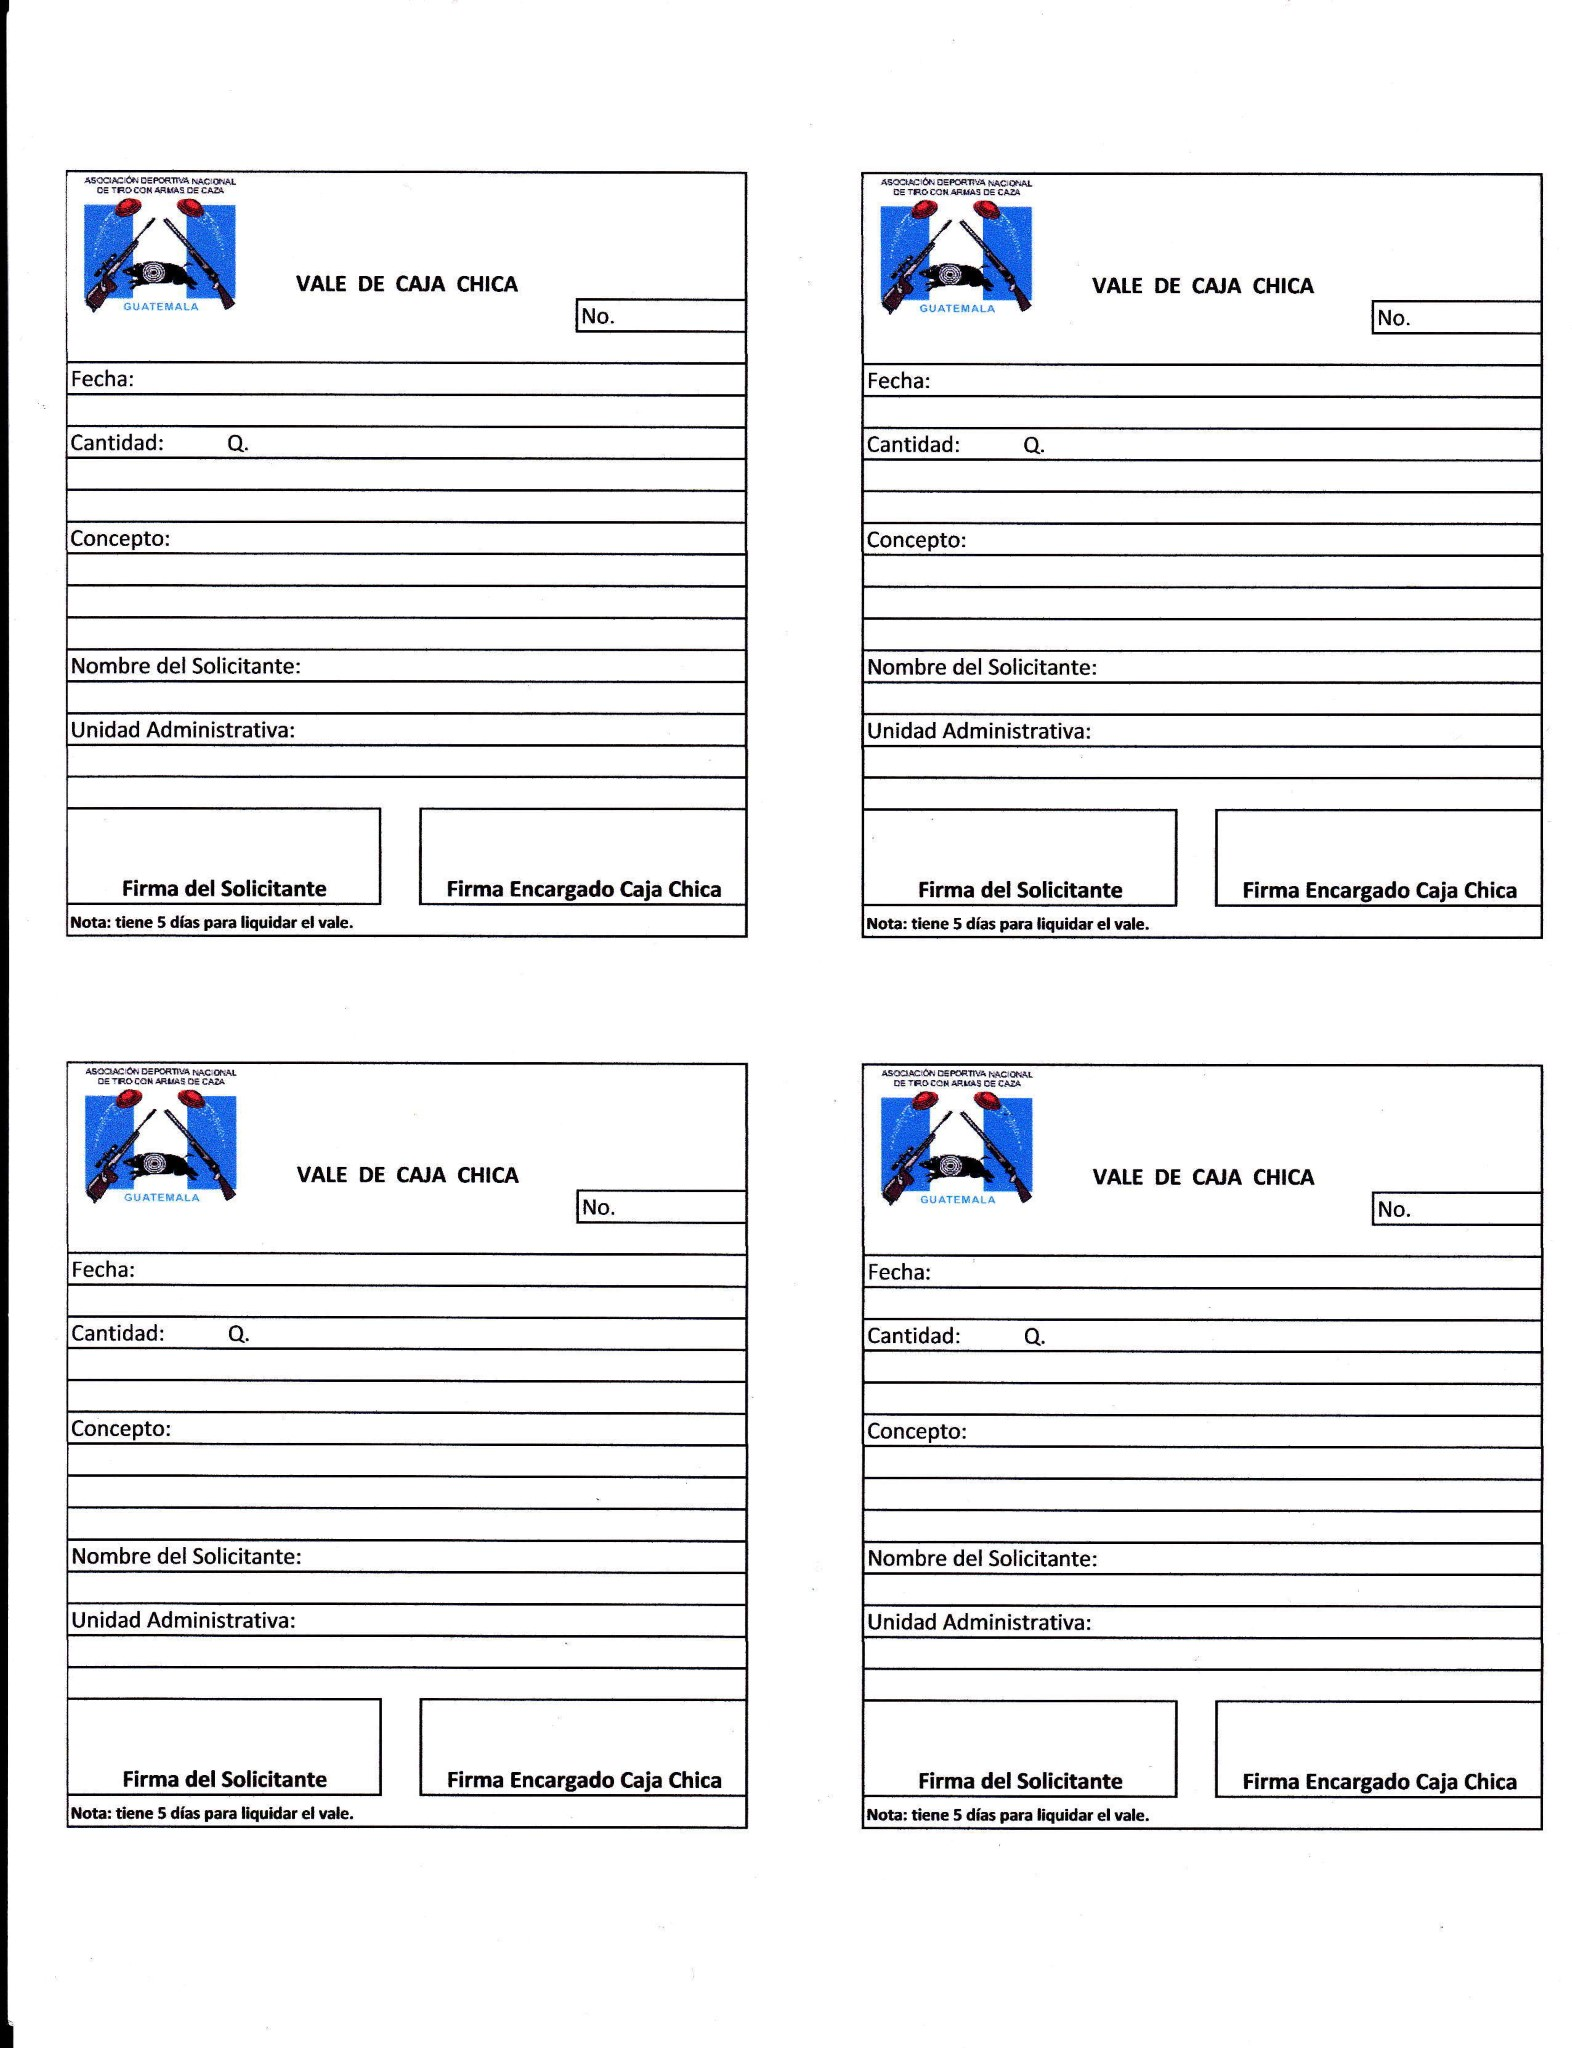 ASOCIACIÓN DEPORTIVA NACIONAL
DE TIRO CON ARMAS DE CAZA
GUATEMALA
VALE DE CAJA CHICA
No.
Fecha:
Cantidad: Q.
Concepto:
Nombre del Solicitante:
Unidad Administrativa:
Firma del Solicitante
Firma Encargado Caja Chica
Nota: tiene 5 días para liquidar el vale.
ASOCIACIÓN DEPORTIVA NACIONAL
DE TIRO CON ARMAS DE CAZA
GUATEMALA
VALE DE CAJA CHICA
No.
Fecha:
Cantidad: Q.
Concepto:
Nombre del Solicitante:
Unidad Administrativa:
Firma del Solicitante
Firma Encargado Caja Chica
Nota: tiene 5 días para liquidar el vale.
ASOCIACIÓN DEPORTIVA NACIONAL
DE TIRO CON ARMAS DE CAZA
GUATEMALA
VALE DE CAJA CHICA
No.
Fecha:
Cantidad: Q.
Concepto:
Nombre del Solicitante:
Unidad Administrativa:
Firma del Solicitante
Firma Encargado Caja Chica
Nota: tiene 5 días para liquidar el vale.
ASOCIACIÓN DEPORTIVA NACIONAL
DE TIRO CON ARMAS DE CAZA
GUATEMALA
VALE DE CAJA CHICA
No.
Fecha:
Cantidad: Q.
Concepto:
Nombre del Solicitante:
Unidad Administrativa:
Firma del Solicitante
Firma Encargado Caja Chica
Nota: tiene 5 días para liquidar el vale.